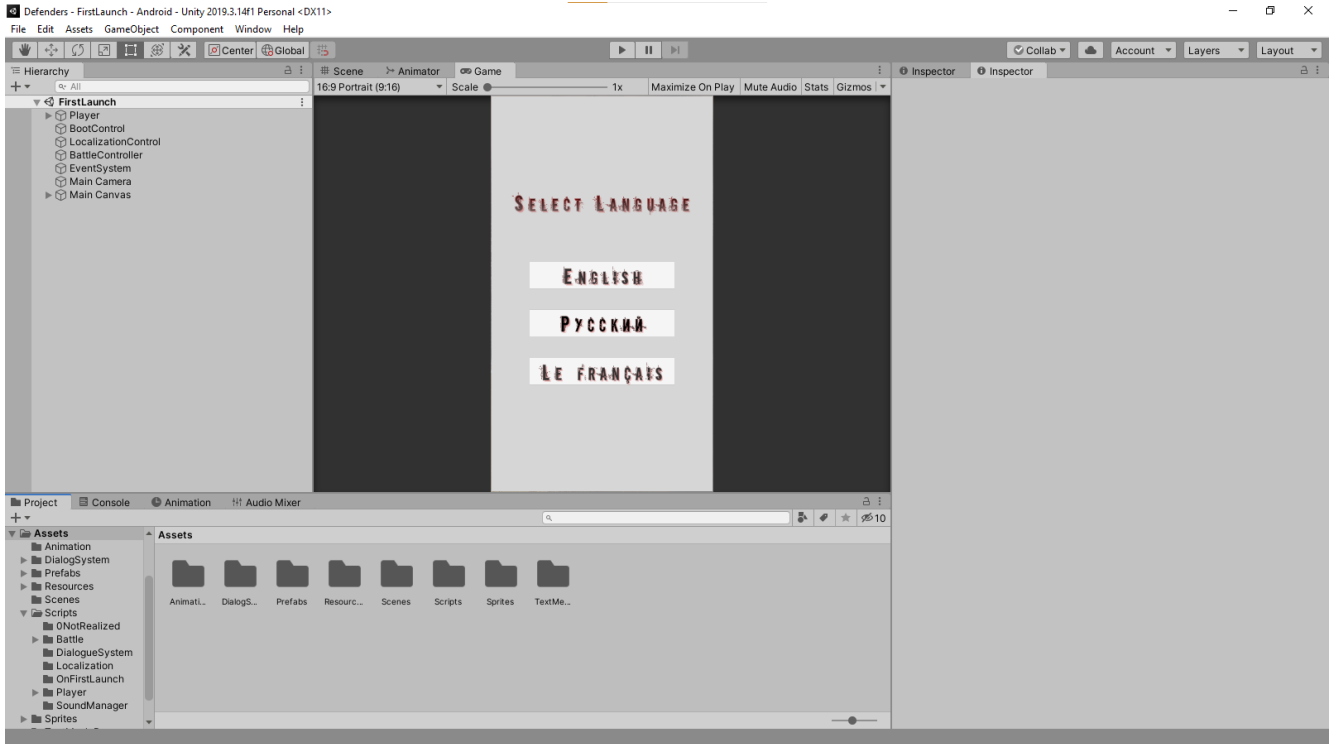 Defenders - FirstLaunch - Android - Unity 2019.3.14f1 Personal <DX11>
File Edit Assets GameObject Component Window Help
Center Global
Collab Account Layers Layout
Hierarchy
All
FirstLaunch
Player
BootControl
LocalizationControl
BattleController
EventSystem
Main Camera
Main Canvas
Scene Animator Game
16:9 Portrait (9:16) Scale 1x Maximize On Play Mute Audio Stats Gizmos
Select Language
English
Русский
Le français
Inspector Inspector
Project Console Animation Audio Mixer
10
Assets
Animation
DialogSystem
Prefabs
Resources
Scenes
Scripts
0NotRealized
Battle
DialogueSystem
Localization
OnFirstLaunch
Player
SoundManager
Sprites
Assets
Animati... DialogS... Prefabs Resourc... Scenes Scripts Sprites TextMe...